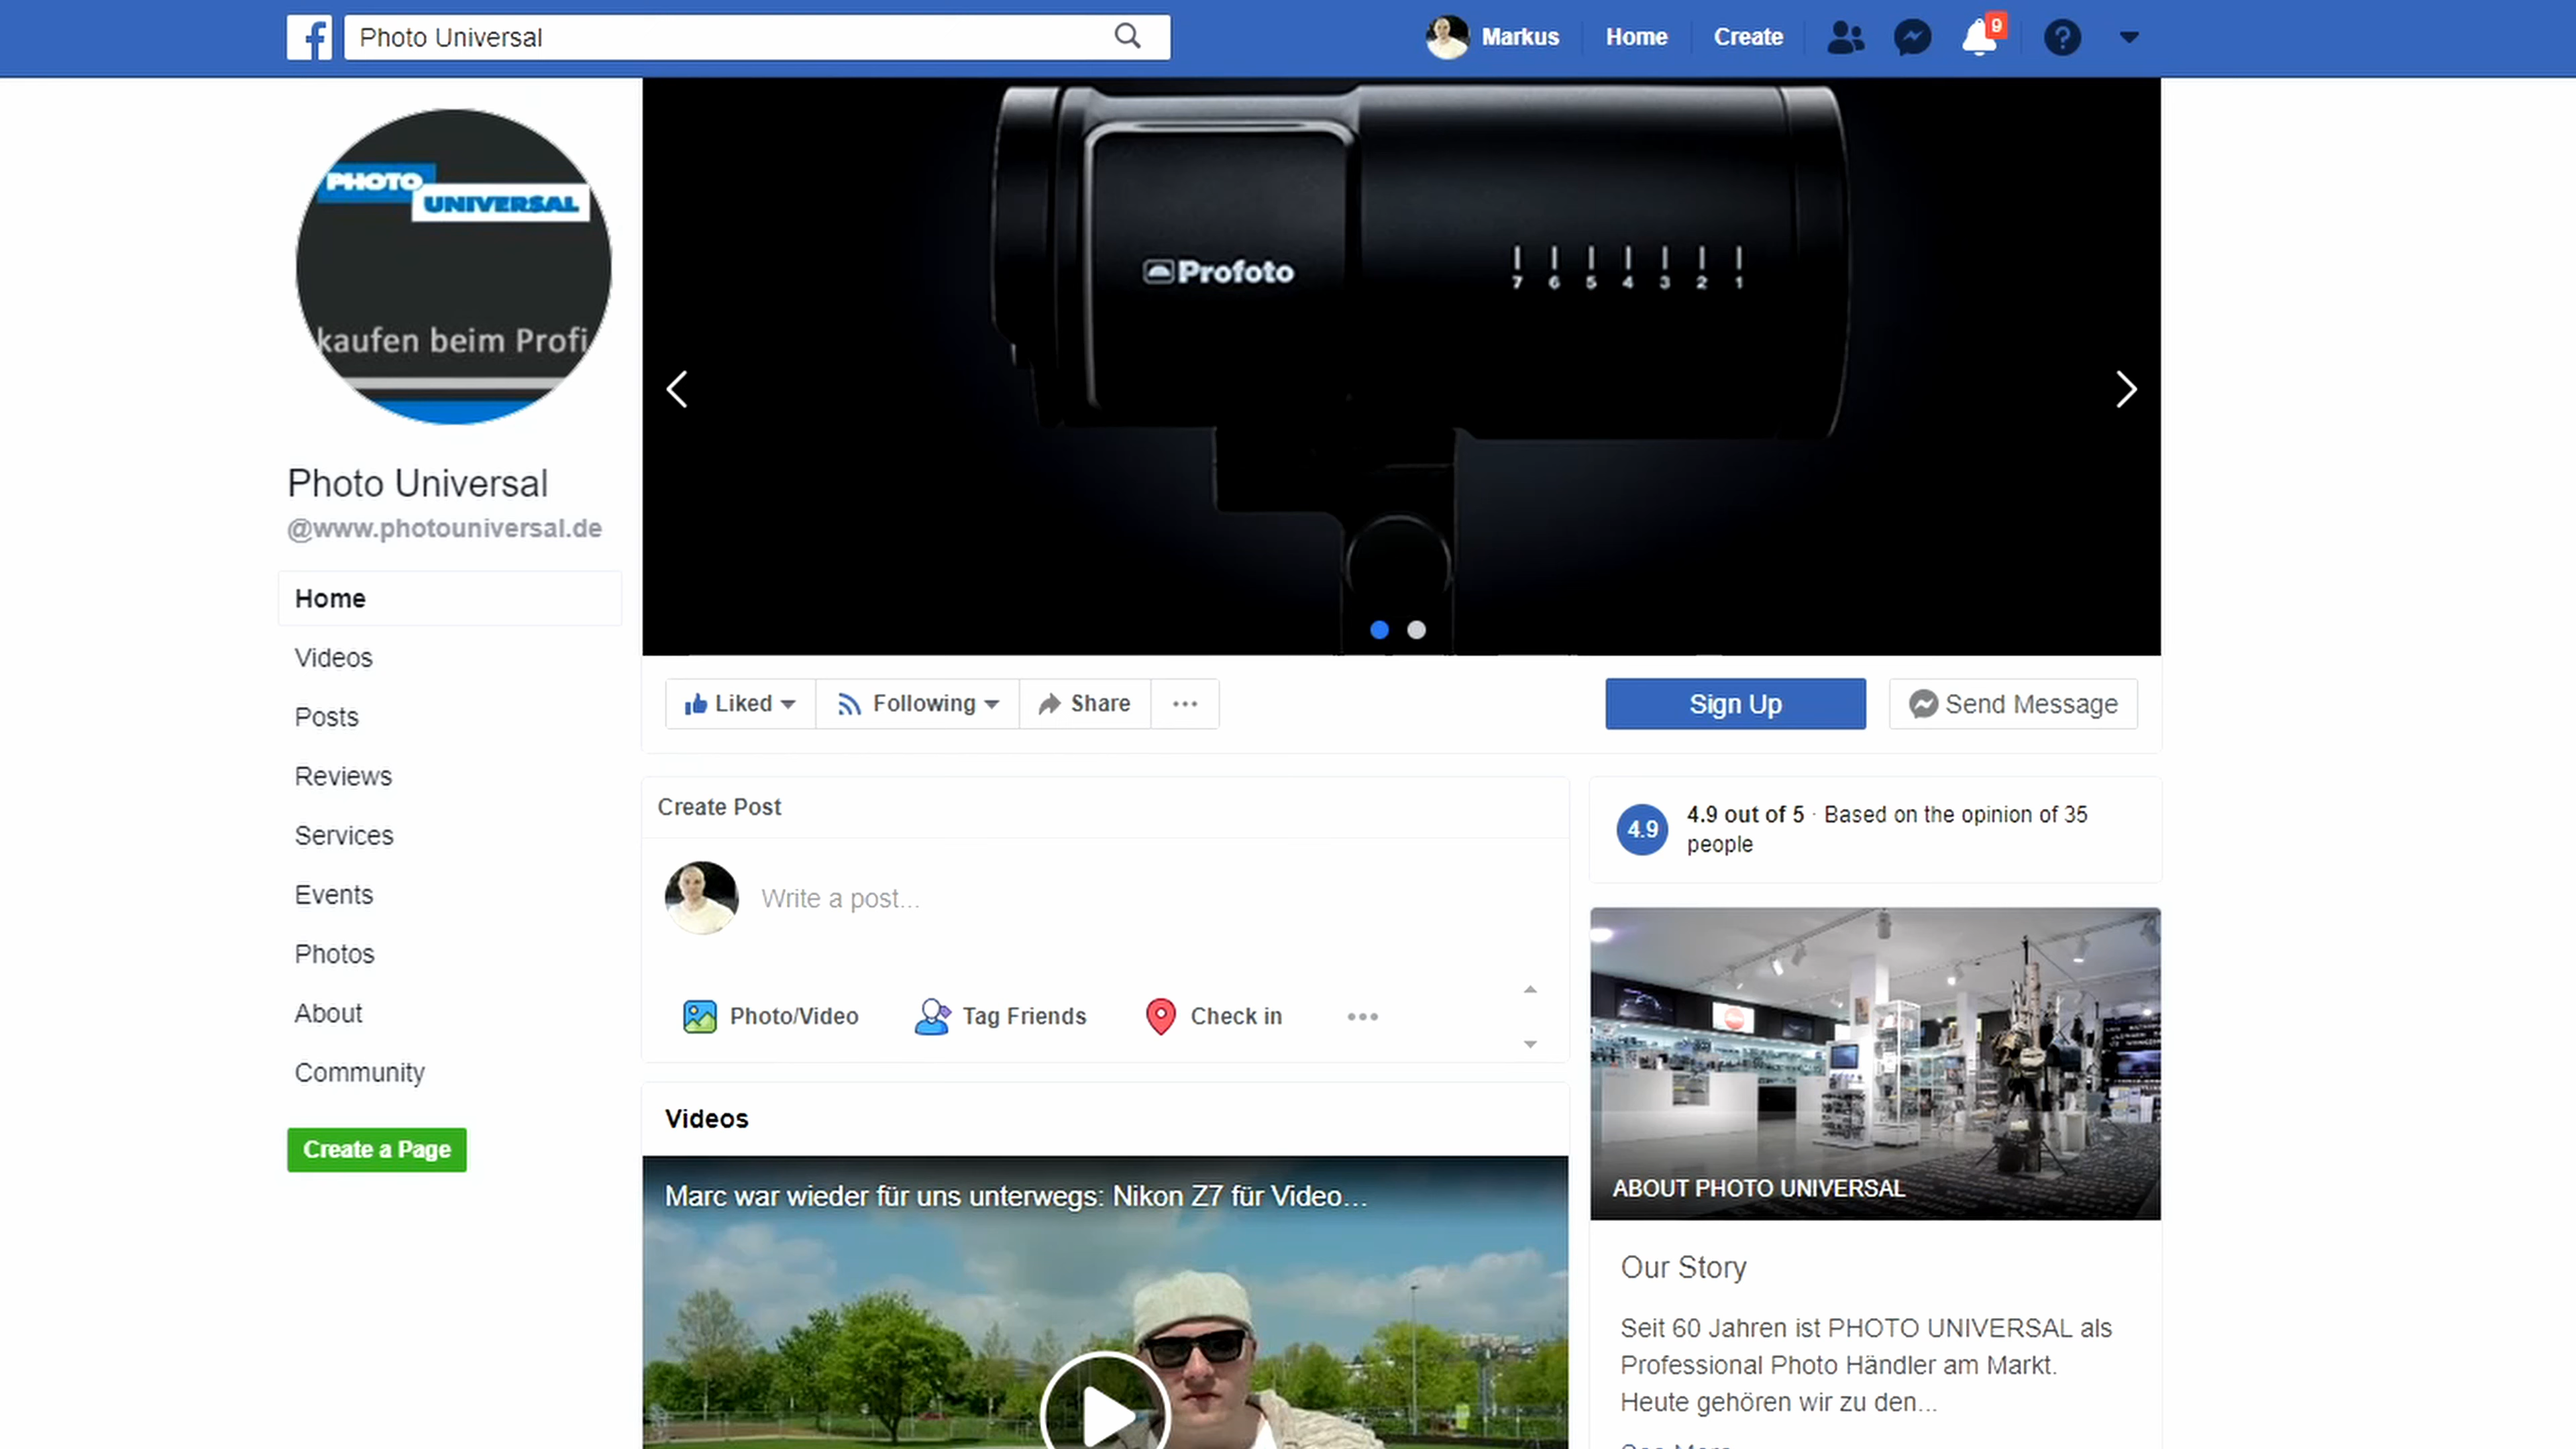 Photo Universal
Markus
Home
Create
9
PHOTO
UNIVERSAL
kaufen beim Profi
Photo Universal
@www.photouniversal.de
Home
Videos
Posts
Reviews
Services
Events
Photos
About
Community
Create a Page
Profoto
7 6 5 4 3 2 1
Liked
Following
Share
Sign Up
Send Message
Create Post
Write a post...
Photo/Video
Tag Friends
Check in
Videos
Marc war wieder für uns unterwegs: Nikon Z7 für Video...
4.9
4.9 out of 5 · Based on the opinion of 35
people
ABOUT PHOTO UNIVERSAL
Our Story
Seit 60 Jahren ist PHOTO UNIVERSAL als
Professional Photo Händler am Markt.
Heute gehören wir zu den...
See More